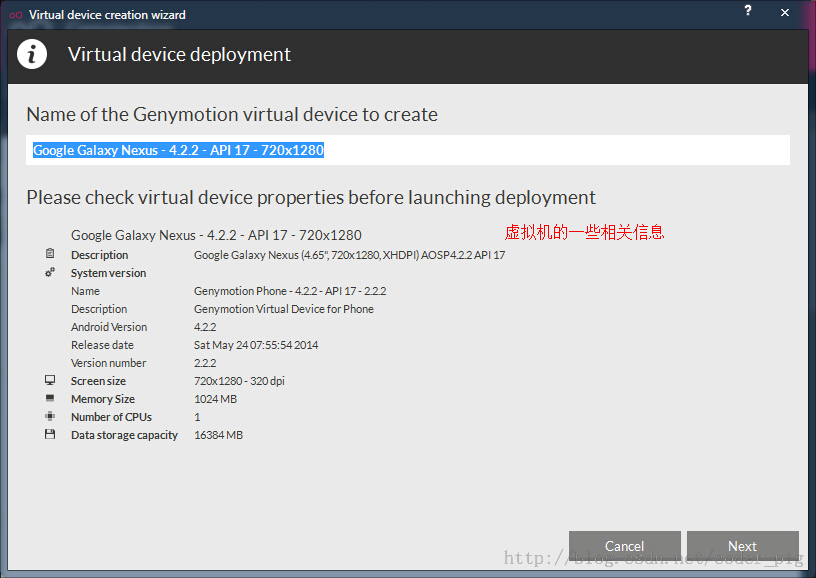 Virtual device creation wizard
Virtual device deployment
Name of the Genymotion virtual device to create
Google Galaxy Nexus - 4.2.2 - API 17 - 720x1280
Please check virtual device properties before launching deployment
Google Galaxy Nexus - 4.2.2 - API 17 - 720x1280
虚拟机的一些相关信息
Description Google Galaxy Nexus (4.65", 720x1280, XHDPI) AOSP4.2.2 API 17
System version
Name Genymotion Phone - 4.2.2 - API 17 - 2.2.2
Description Genymotion Virtual Device for Phone
Android Version 4.2.2
Release date Sat May 24 07:55:54 2014
Version number 2.2.2
Screen size 720x1280 - 320 dpi
Memory Size 1024 MB
Number of CPUs 1
Data storage capacity 16384 MB
Cancel Next
http://blog.csdn.net/coder_pig